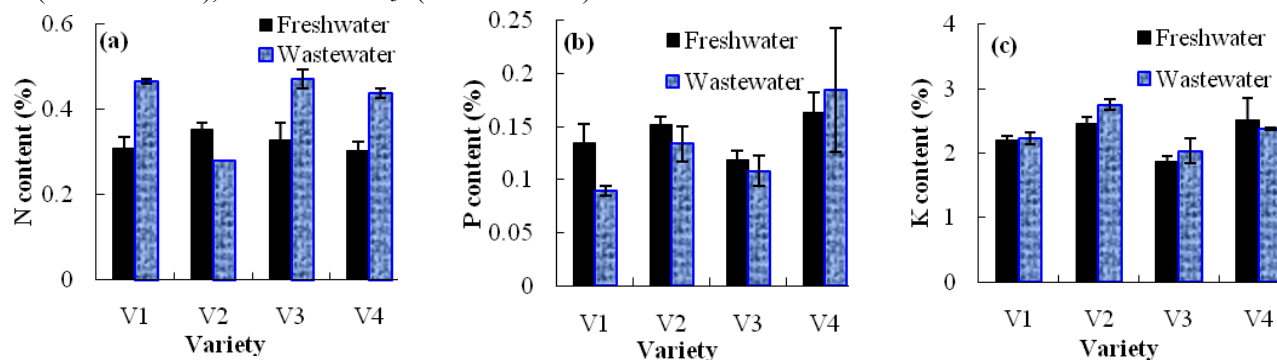 (a)
Freshwater
Wastewater
N content (%)
0.6
0.4
0.2
0
V1 V2 V3 V4
Variety
(b)
Freshwater
Wastewater
P content (%)
0.25
0.2
0.15
0.1
0.05
0
V1 V2 V3 V4
Variety
(c)
Freshwater
Wastewater
K content (%)
4
3
2
1
0
V1 V2 V3 V4
Variety